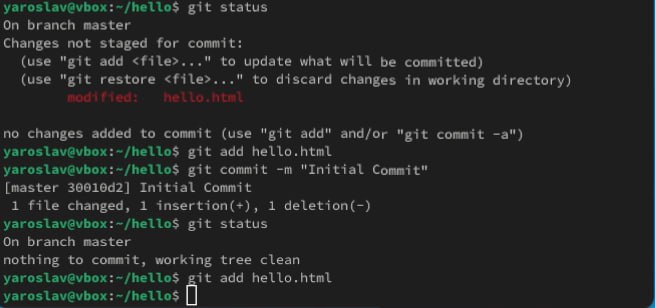 yaroslav@vbox:~/hello$ git status
On branch master
Changes not staged for commit:
  (use "git add <file>..." to update what will be committed)
  (use "git restore <file>..." to discard changes in working directory)
        modified:   hello.html

no changes added to commit (use "git add" and/or "git commit -a")
yaroslav@vbox:~/hello$ git add hello.html
yaroslav@vbox:~/hello$ git commit -m "Initial Commit"
[master 30010d2] Initial Commit
 1 file changed, 1 insertion(+), 1 deletion(-)
yaroslav@vbox:~/hello$ git status
On branch master
nothing to commit, working tree clean
yaroslav@vbox:~/hello$ git add hello.html
yaroslav@vbox:~/hello$